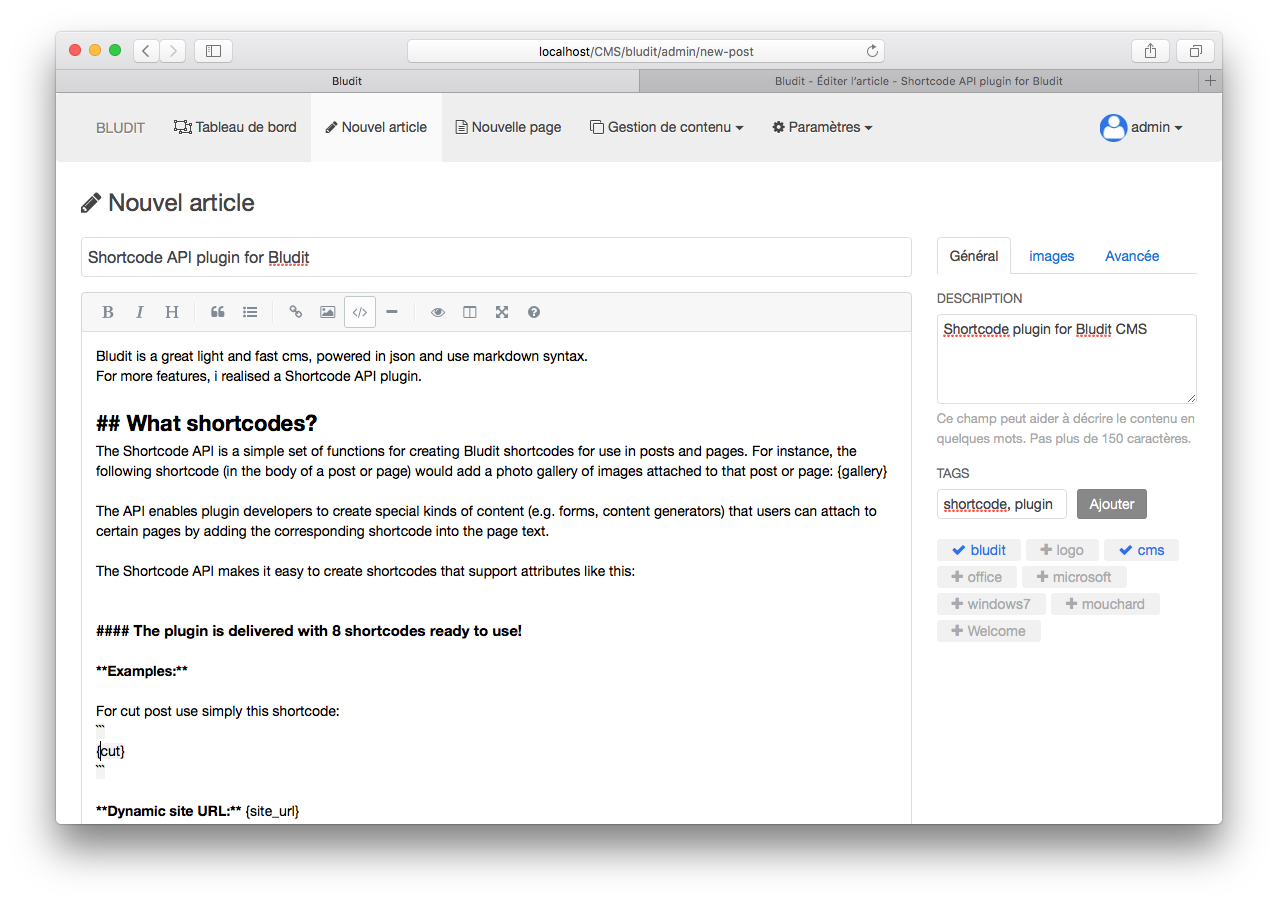 localhost/CMS/bludit/admin/new-post
Bludit
Bludit - Éditer l'article - Shortcode API plugin for Bludit
BLUDIT
Tableau de bord
Nouvel article
Nouvelle page
Gestion de contenu
Paramètres
admin
Nouvel article
Shortcode API plugin for Bludit
B I H
Bludit is a great light and fast cms, powered in json and use markdown syntax.
For more features, i realised a Shortcode API plugin.
## What shortcodes?
The Shortcode API is a simple set of functions for creating Bludit shortcodes for use in posts and pages. For instance, the
following shortcode (in the body of a post or page) would add a photo gallery of images attached to that post or page: {gallery}
The API enables plugin developers to create special kinds of content (e.g. forms, content generators) that users can attach to
certain pages by adding the corresponding shortcode into the page text.
The Shortcode API makes it easy to create shortcodes that support attributes like this:
#### The plugin is delivered with 8 shortcodes ready to use!
**Examples:**
For cut post use simply this shortcode:
```
{cut}
```
**Dynamic site URL:** {site_url}
Général
images
Avancée
DESCRIPTION
Shortcode plugin for Bludit CMS
Ce champ peut aider à décrire le contenu en
quelques mots. Pas plus de 150 caractères.
TAGS
shortcode, plugin
Ajouter
bludit
logo
cms
office
microsoft
windows7
mouchard
Welcome